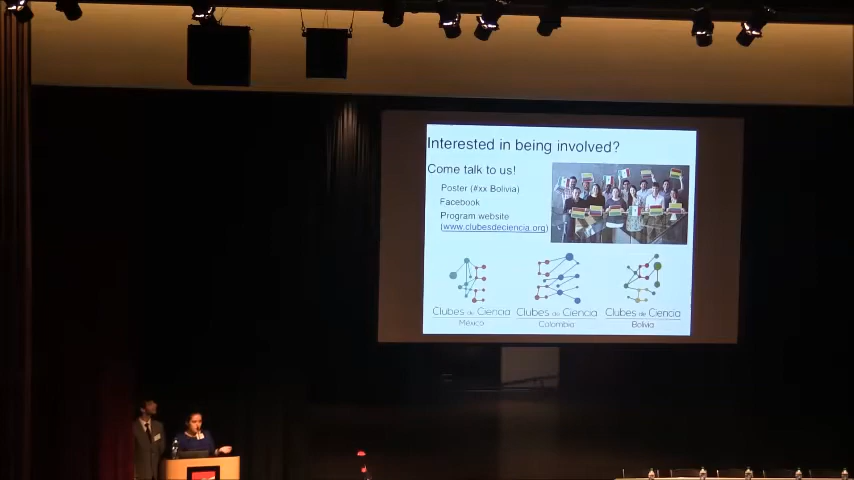 Interested in being involved?
Come talk to us!
Poster (#xx Bolivia)
Facebook
Program website
(www.clubesdeciencia.org)
Clubes de Ciencia
México
Clubes de Ciencia
Colombia
Clubes de Ciencia
Bolivia